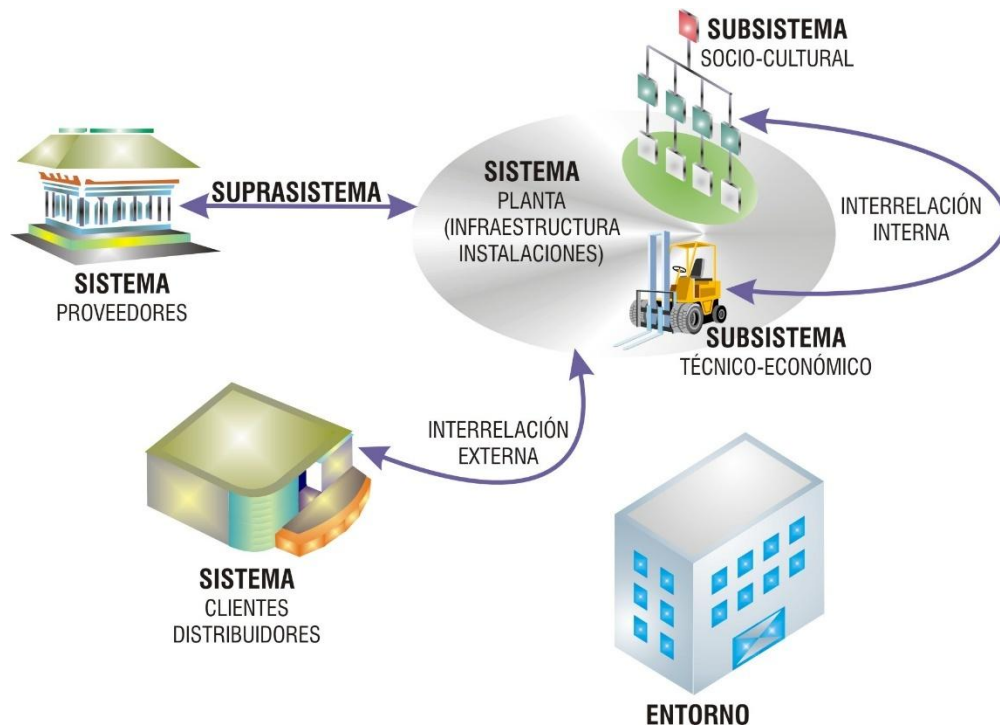 SUBSISTEMA
SOCIO-CULTURAL
SISTEMA
PLANTA
(INFRAESTRUCTURA
INSTALACIONES)
SUPRASISTEMA
INTERRELACIÓN
INTERNA
SISTEMA
PROVEEDORES
SUBSISTEMA
TÉCNICO-ECONÓMICO
INTERRELACIÓN
EXTERNA
SISTEMA
CLIENTES
DISTRIBUIDORES
ENTORNO